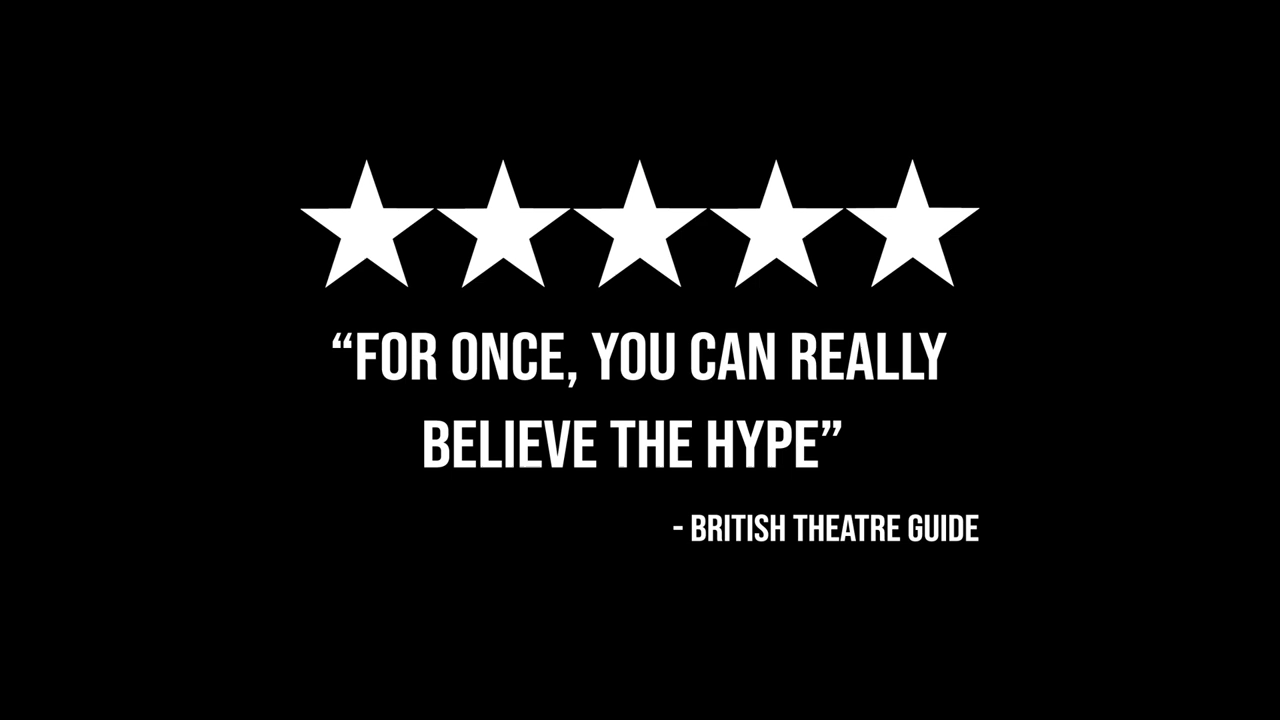 “FOR ONCE, YOU CAN REALLY
BELIEVE THE HYPE”
- BRITISH THEATRE GUIDE